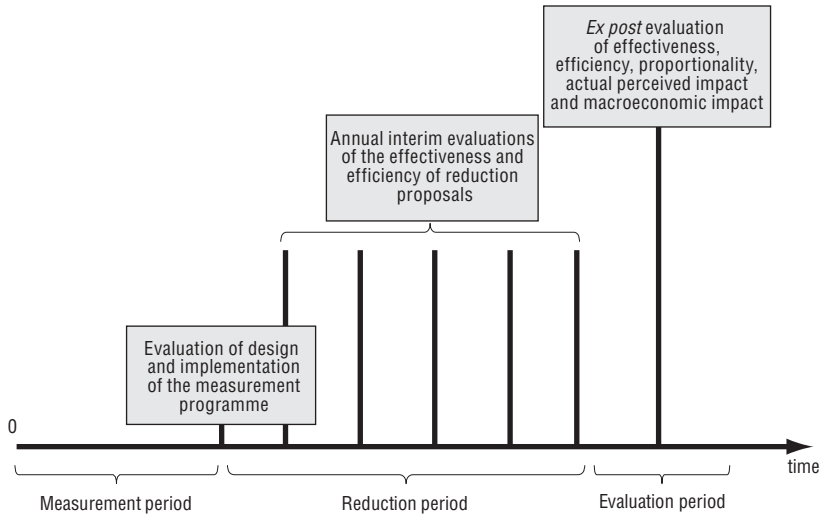 Ex post evaluation
of effectiveness,
efficiency, proportionality,
actual perceived impact
and macroeconomic impact
Annual interim evaluations
of the effectiveness and
efficiency of reduction
proposals
Evaluation of design
and implementation
of the measurement
programme
0
time
Measurement period
Reduction period
Evaluation period